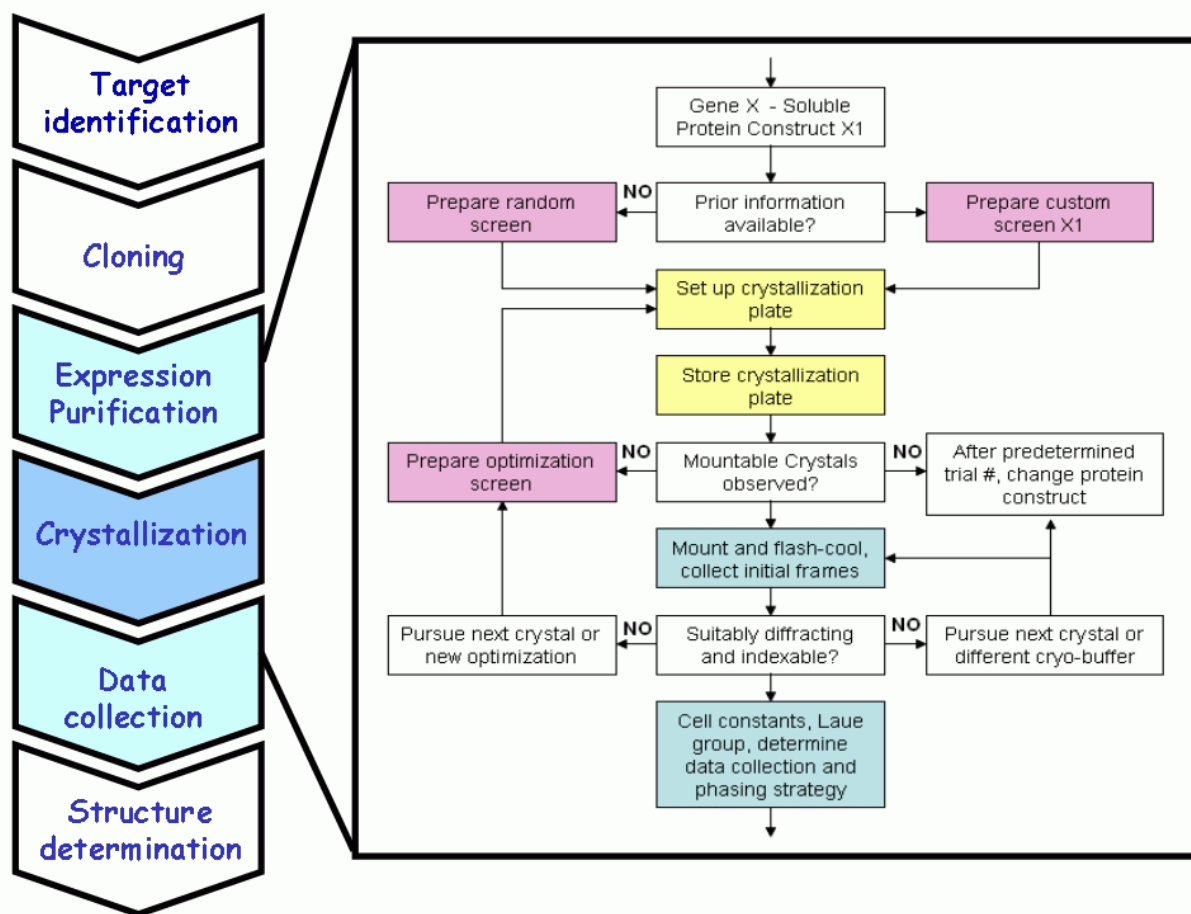 Target
identification
Cloning
Expression
Purification
Crystallization
Data
collection
Structure
determination
Gene X - Soluble
Protein Construct X1
Prepare random
screen
NO
Prior information
available?
Prepare custom
screen X1
Set up crystallization
plate
Store crystallization
plate
Prepare optimization
screen
NO
Mountable Crystals
observed?
NO
After predetermined
trial #, change protein
construct
Mount and flash-cool,
collect initial frames
Pursue next crystal or
new optimization
NO
Suitably diffracting
and indexable?
NO
Pursue next crystal or
different cryo-buffer
Cell constants, Laue
group, determine
data collection and
phasing strategy